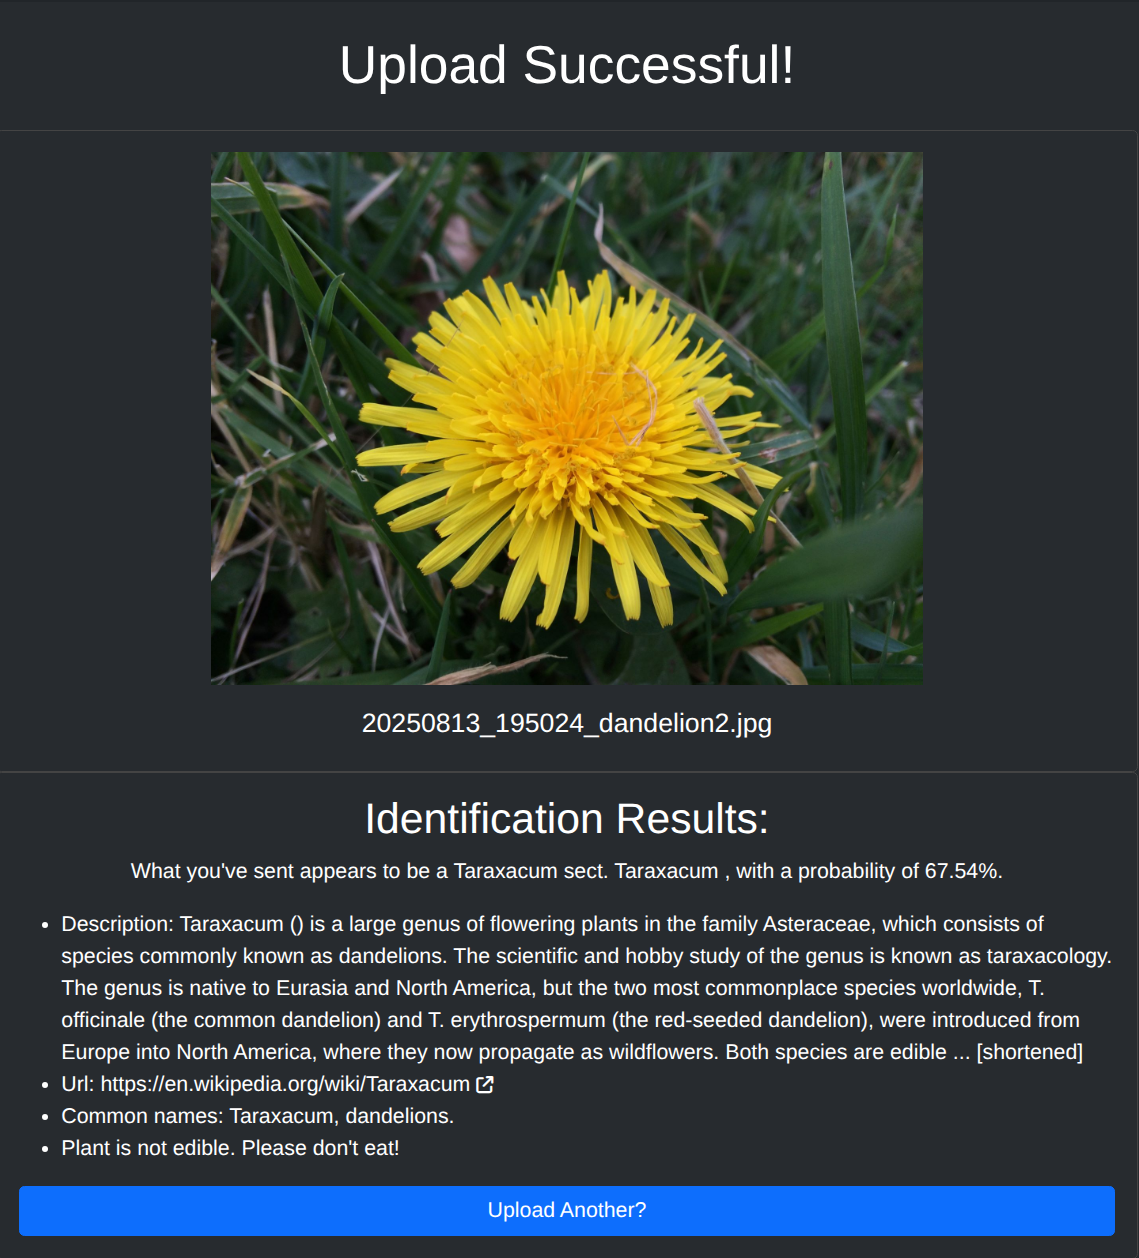 Upload Successful!
20250813_195024_dandelion2.jpg
Identification Results:
What you've sent appears to be a Taraxacum sect. Taraxacum , with a probability of 67.54%.
Description: Taraxacum () is a large genus of flowering plants in the family Asteraceae, which consists of
species commonly known as dandelions. The scientific and hobby study of the genus is known as taraxacology.
The genus is native to Eurasia and North America, but the two most commonplace species worldwide, T.
officinale (the common dandelion) and T. erythrospermum (the red-seeded dandelion), were introduced from
Europe into North America, where they now propagate as wildflowers. Both species are edible ... [shortened]
Url: https://en.wikipedia.org/wiki/Taraxacum
Common names: Taraxacum, dandelions.
Plant is not edible. Please don't eat!
Upload Another?